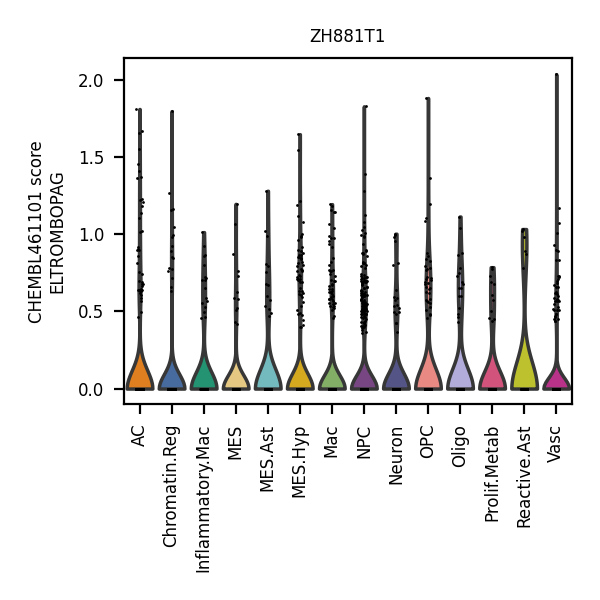 ZH881T1
CHEMBL461101 score
ELTROMBOPAG
2.0
1.5
1.0
0.5
0.0
AC
Chromatin.Reg
Inflammatory.Mac
MES
MES.Ast
MES.Hyp
Mac
NPC
Neuron
OPC
Oligo
Prolif.Metab
Reactive.Ast
Vasc